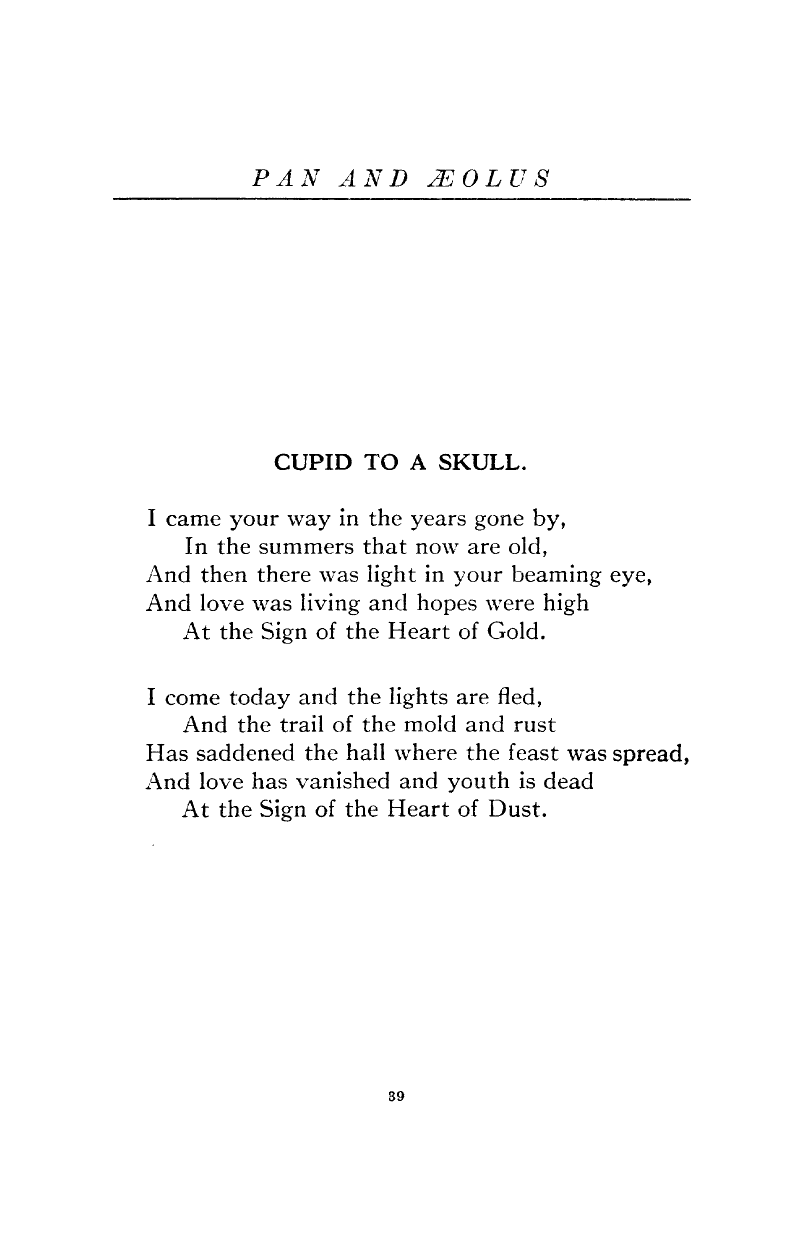 PAN AND ÆOLUS
CUPID TO A SKULL.
I came your way in the years gone by,
In the summers that now are old,
And then there was light in your beaming eye,
And love was living and hopes were high
At the Sign of the Heart of Gold.
I come today and the lights are fled,
And the trail of the mold and rust
Has saddened the hall where the feast was spread,
And love has vanished and youth is dead
At the Sign of the Heart of Dust.
39